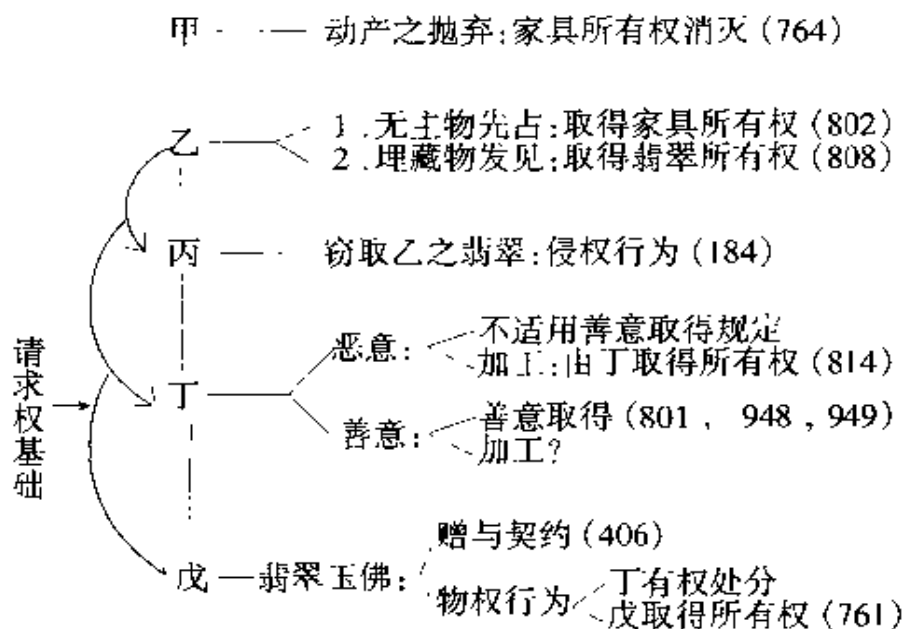 甲 动产之抛弃:家具所有权消灭(764)
乙 1.无主物先占:取得家具所有权(802)
2.埋藏物发见:取得翡翠所有权(808)
丙 窃取乙之翡翠:侵权行为(184)
请求权基础
丁 恶意: 不适用善意取得规定
加工:由丁取得所有权(814)
善意: 善意取得(801, 948, 949)
加工?
戊 翡翠玉佛: 赠与契约(406)
物权行为 丁有权处分
戊取得所有权(761)